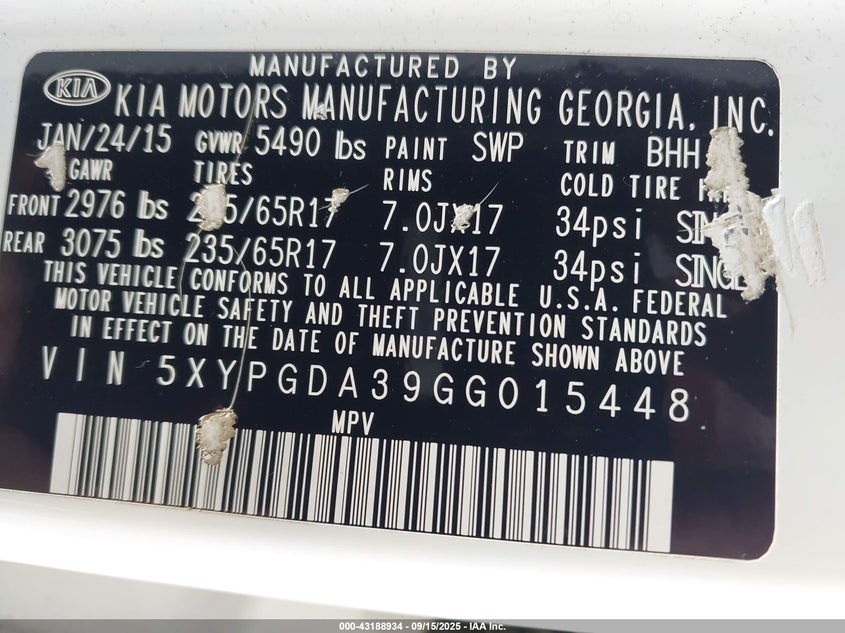 MANUFACTURED BY
KIA KIA MOTORS MANUFACTURING GEORGIA, INC.
JAN/24/15 GVWR 5490 lbs PAINT SWP TRIM BHH
GAWR TIRES RIMS COLD TIRE
FRONT 2976 lbs 235/65R17 7.0JX17 34psi
REAR 3075 lbs 235/65R17 7.0JX17 34psi SINGLE
THIS VEHICLE CONFORMS TO ALL APPLICABLE U.S.A. FEDERAL
MOTOR VEHICLE SAFETY AND THEFT PREVENTION STANDARDS
IN EFFECT ON THE DATE OF MANUFACTURE SHOWN ABOVE
VIN 5XYPGDA39GG015448
MPV
000-43188934 - 09/15/2025 - IAA Inc.